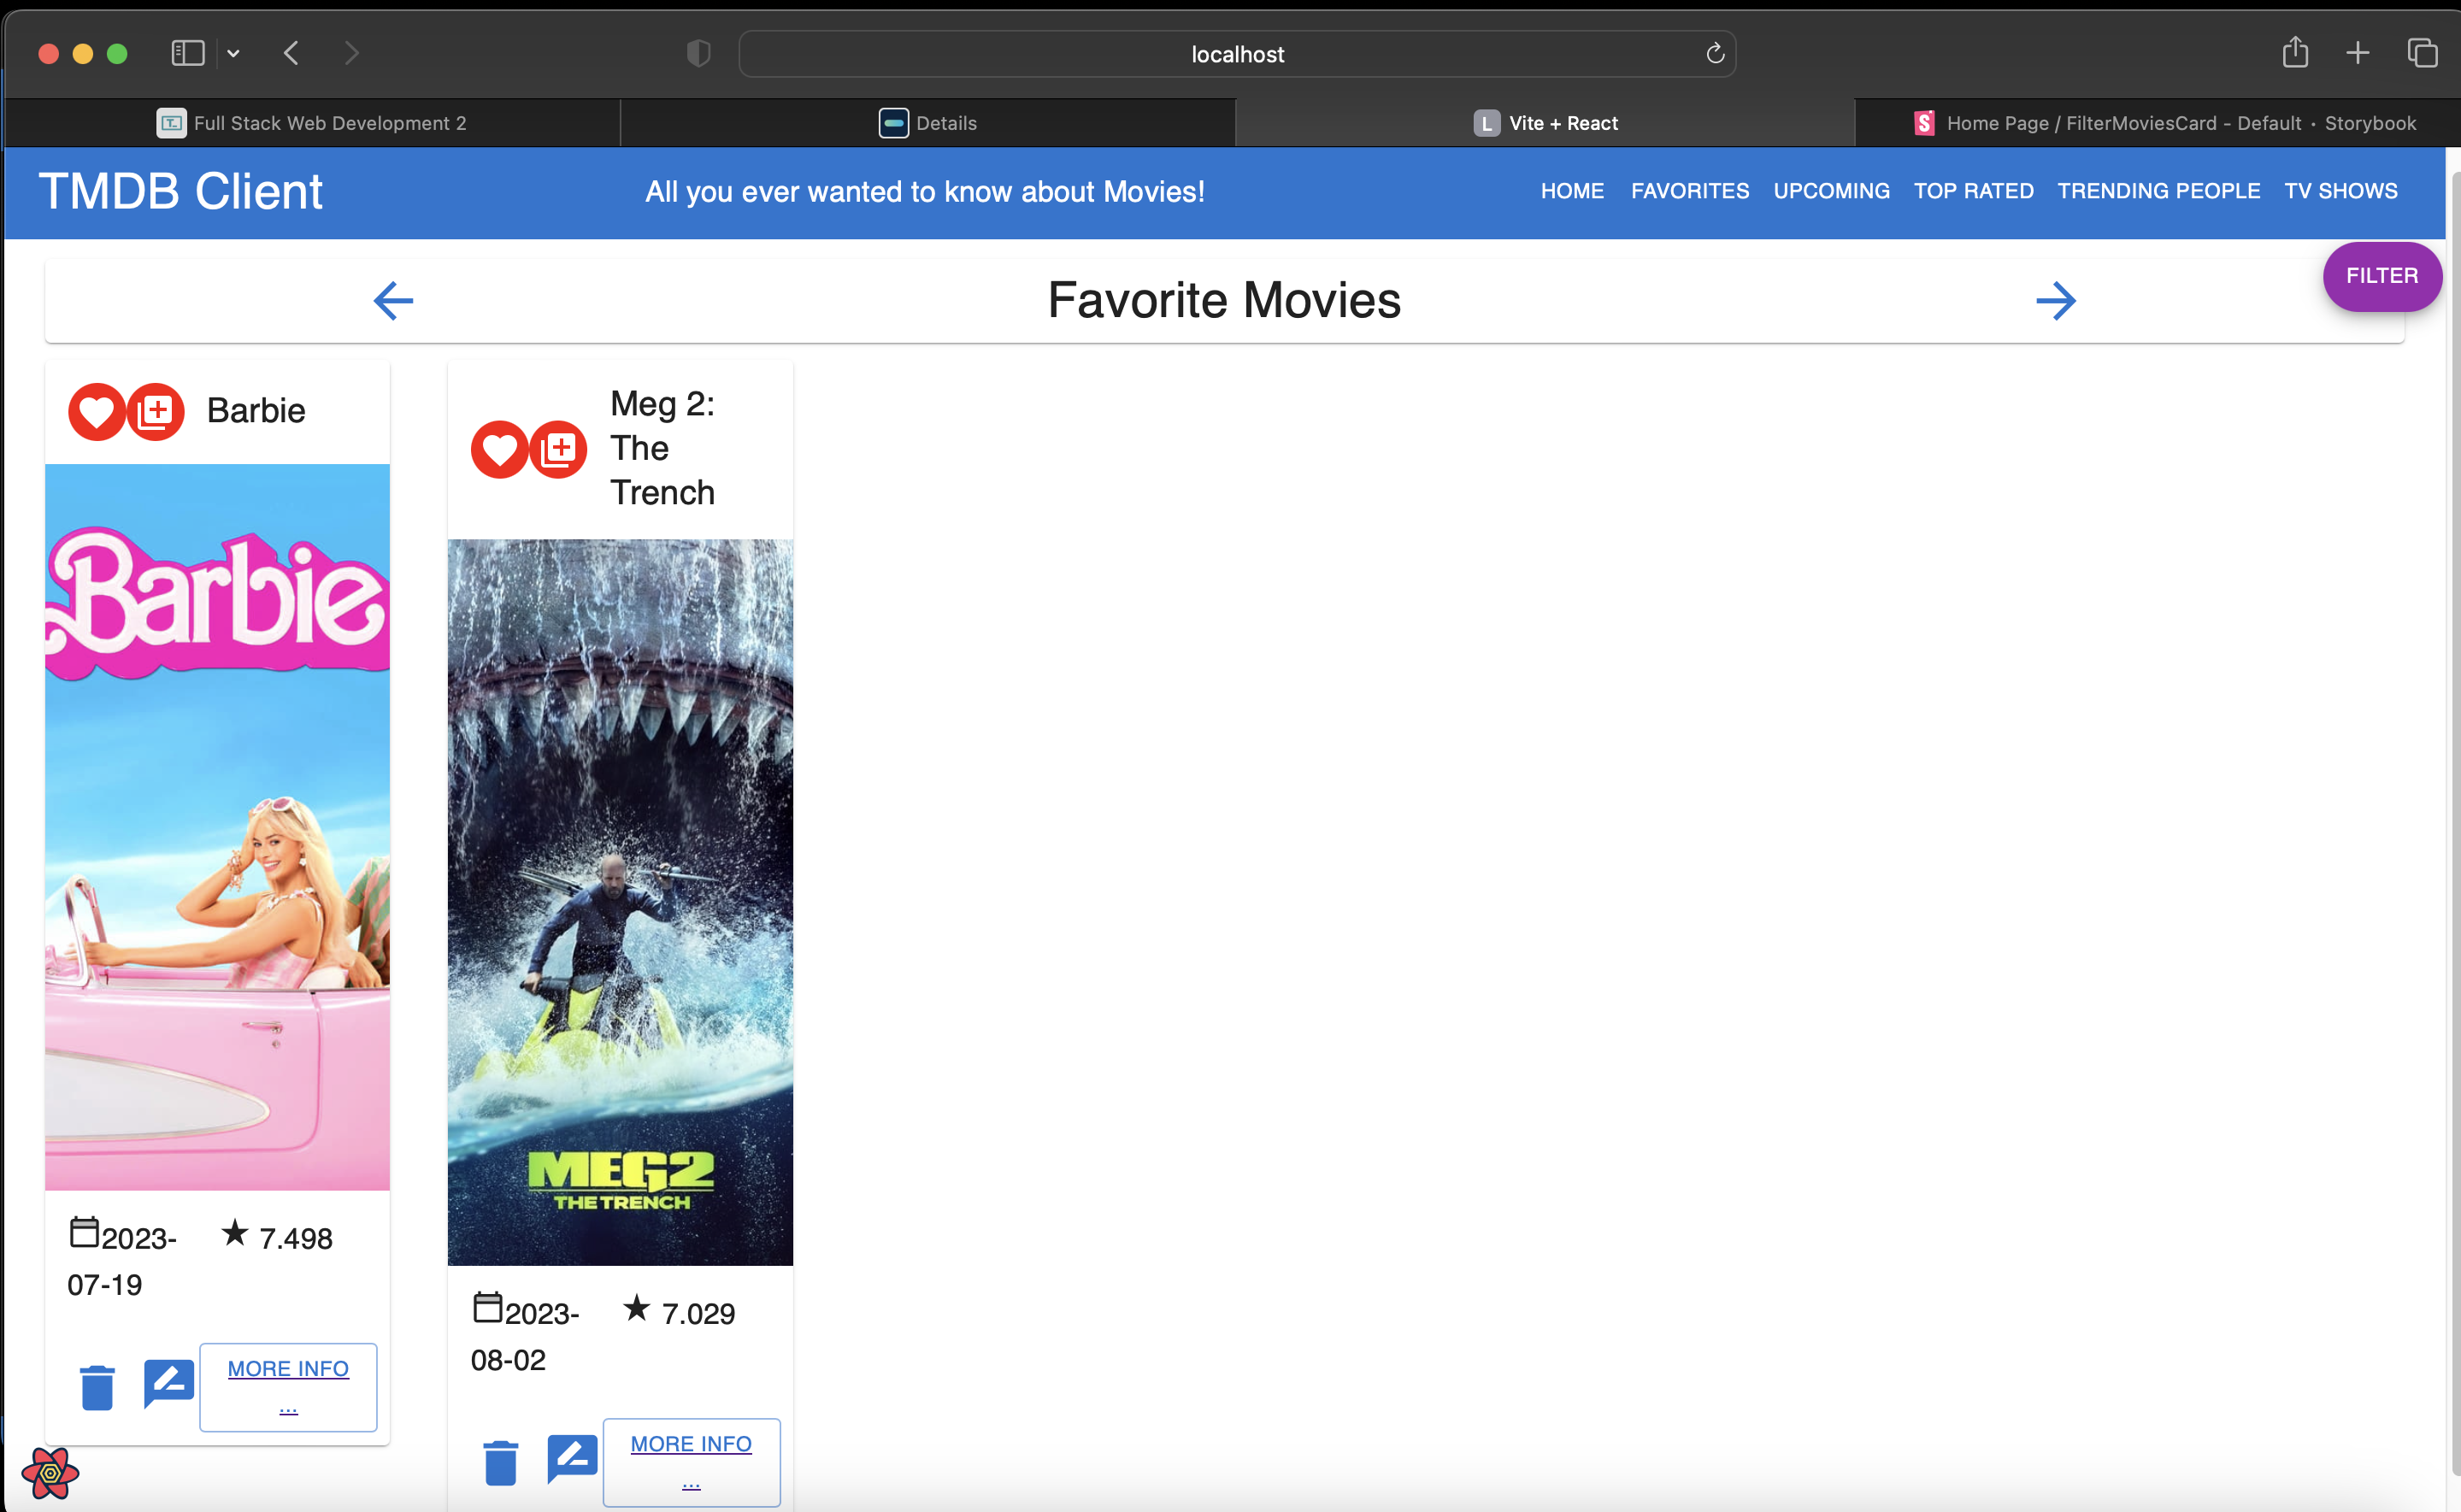 localhost
Full Stack Web Development 2
Details
L Vite + React
S Home Page / FilterMoviesCard - Default · Storybook
TMDB Client
All you ever wanted to know about Movies!
HOME FAVORITES UPCOMING TOP RATED TRENDING PEOPLE TV SHOWS
Favorite Movies
FILTER
Barbie
Barbie
2023-
07-19
★ 7.498
MORE INFO
...
Meg 2:
The
Trench
MEG2
THE TRENCH
2023-
08-02
★ 7.029
MORE INFO
...